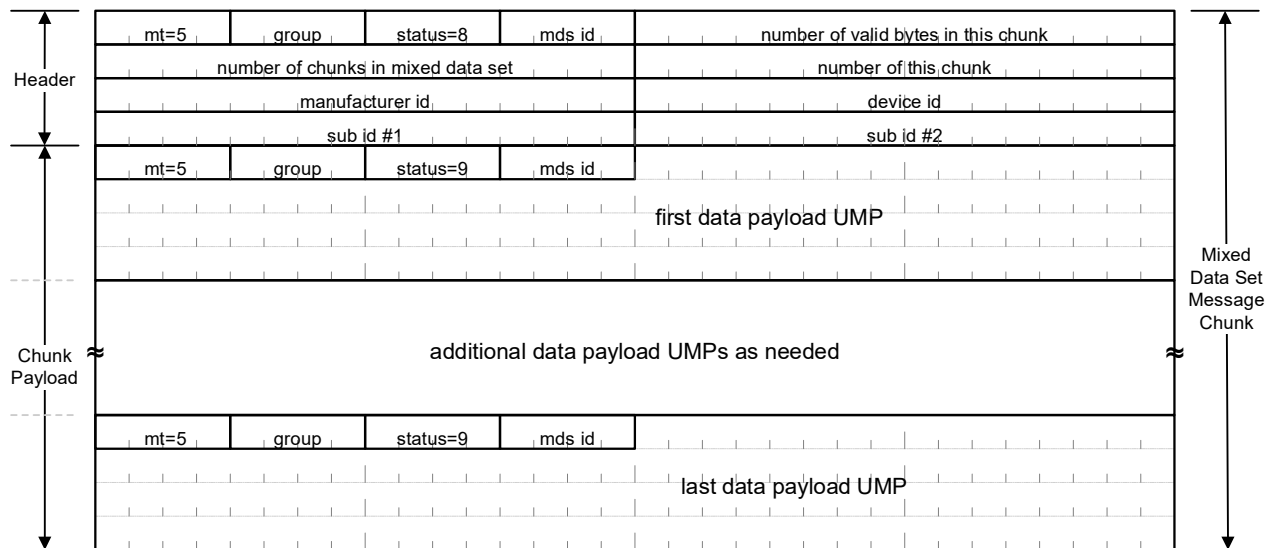 mt=5 group status=8 mds id number of valid bytes in this chunk
number of chunks in mixed data set number of this chunk
Header
manufacturer id device id
sub id #1 sub id #2
mt=5 group status=9 mds id
first data payload UMP
Mixed
Data Set
Message
Chunk
additional data payload UMPs as needed
Chunk
Payload
mt=5 group status=9 mds id
last data payload UMP